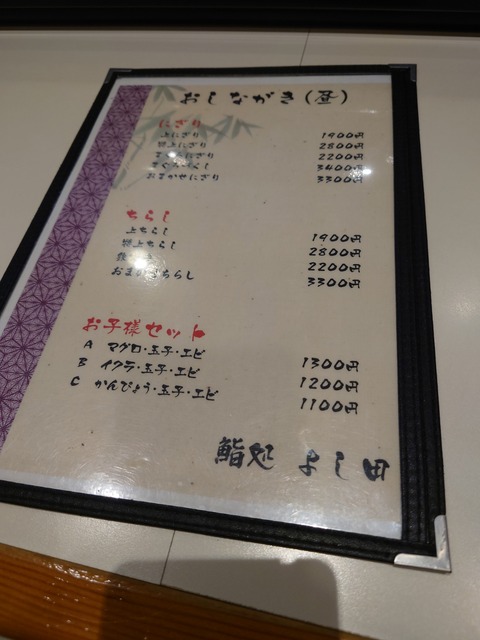 おしながき(昼)
にぎり
上にぎり 1900円
特上にぎり 2800円
2200円
3400円
おまかせにぎり 3300円
ちらし
上ちらし 1900円
特上ちらし 2800円
2200円
おまかせちらし 3300円
お子様セット
A マグロ・玉子・エビ 1300円
B イクラ・玉子・エビ 1200円
C かんぴょう・玉子・エビ 1100円
鮨処 よし田